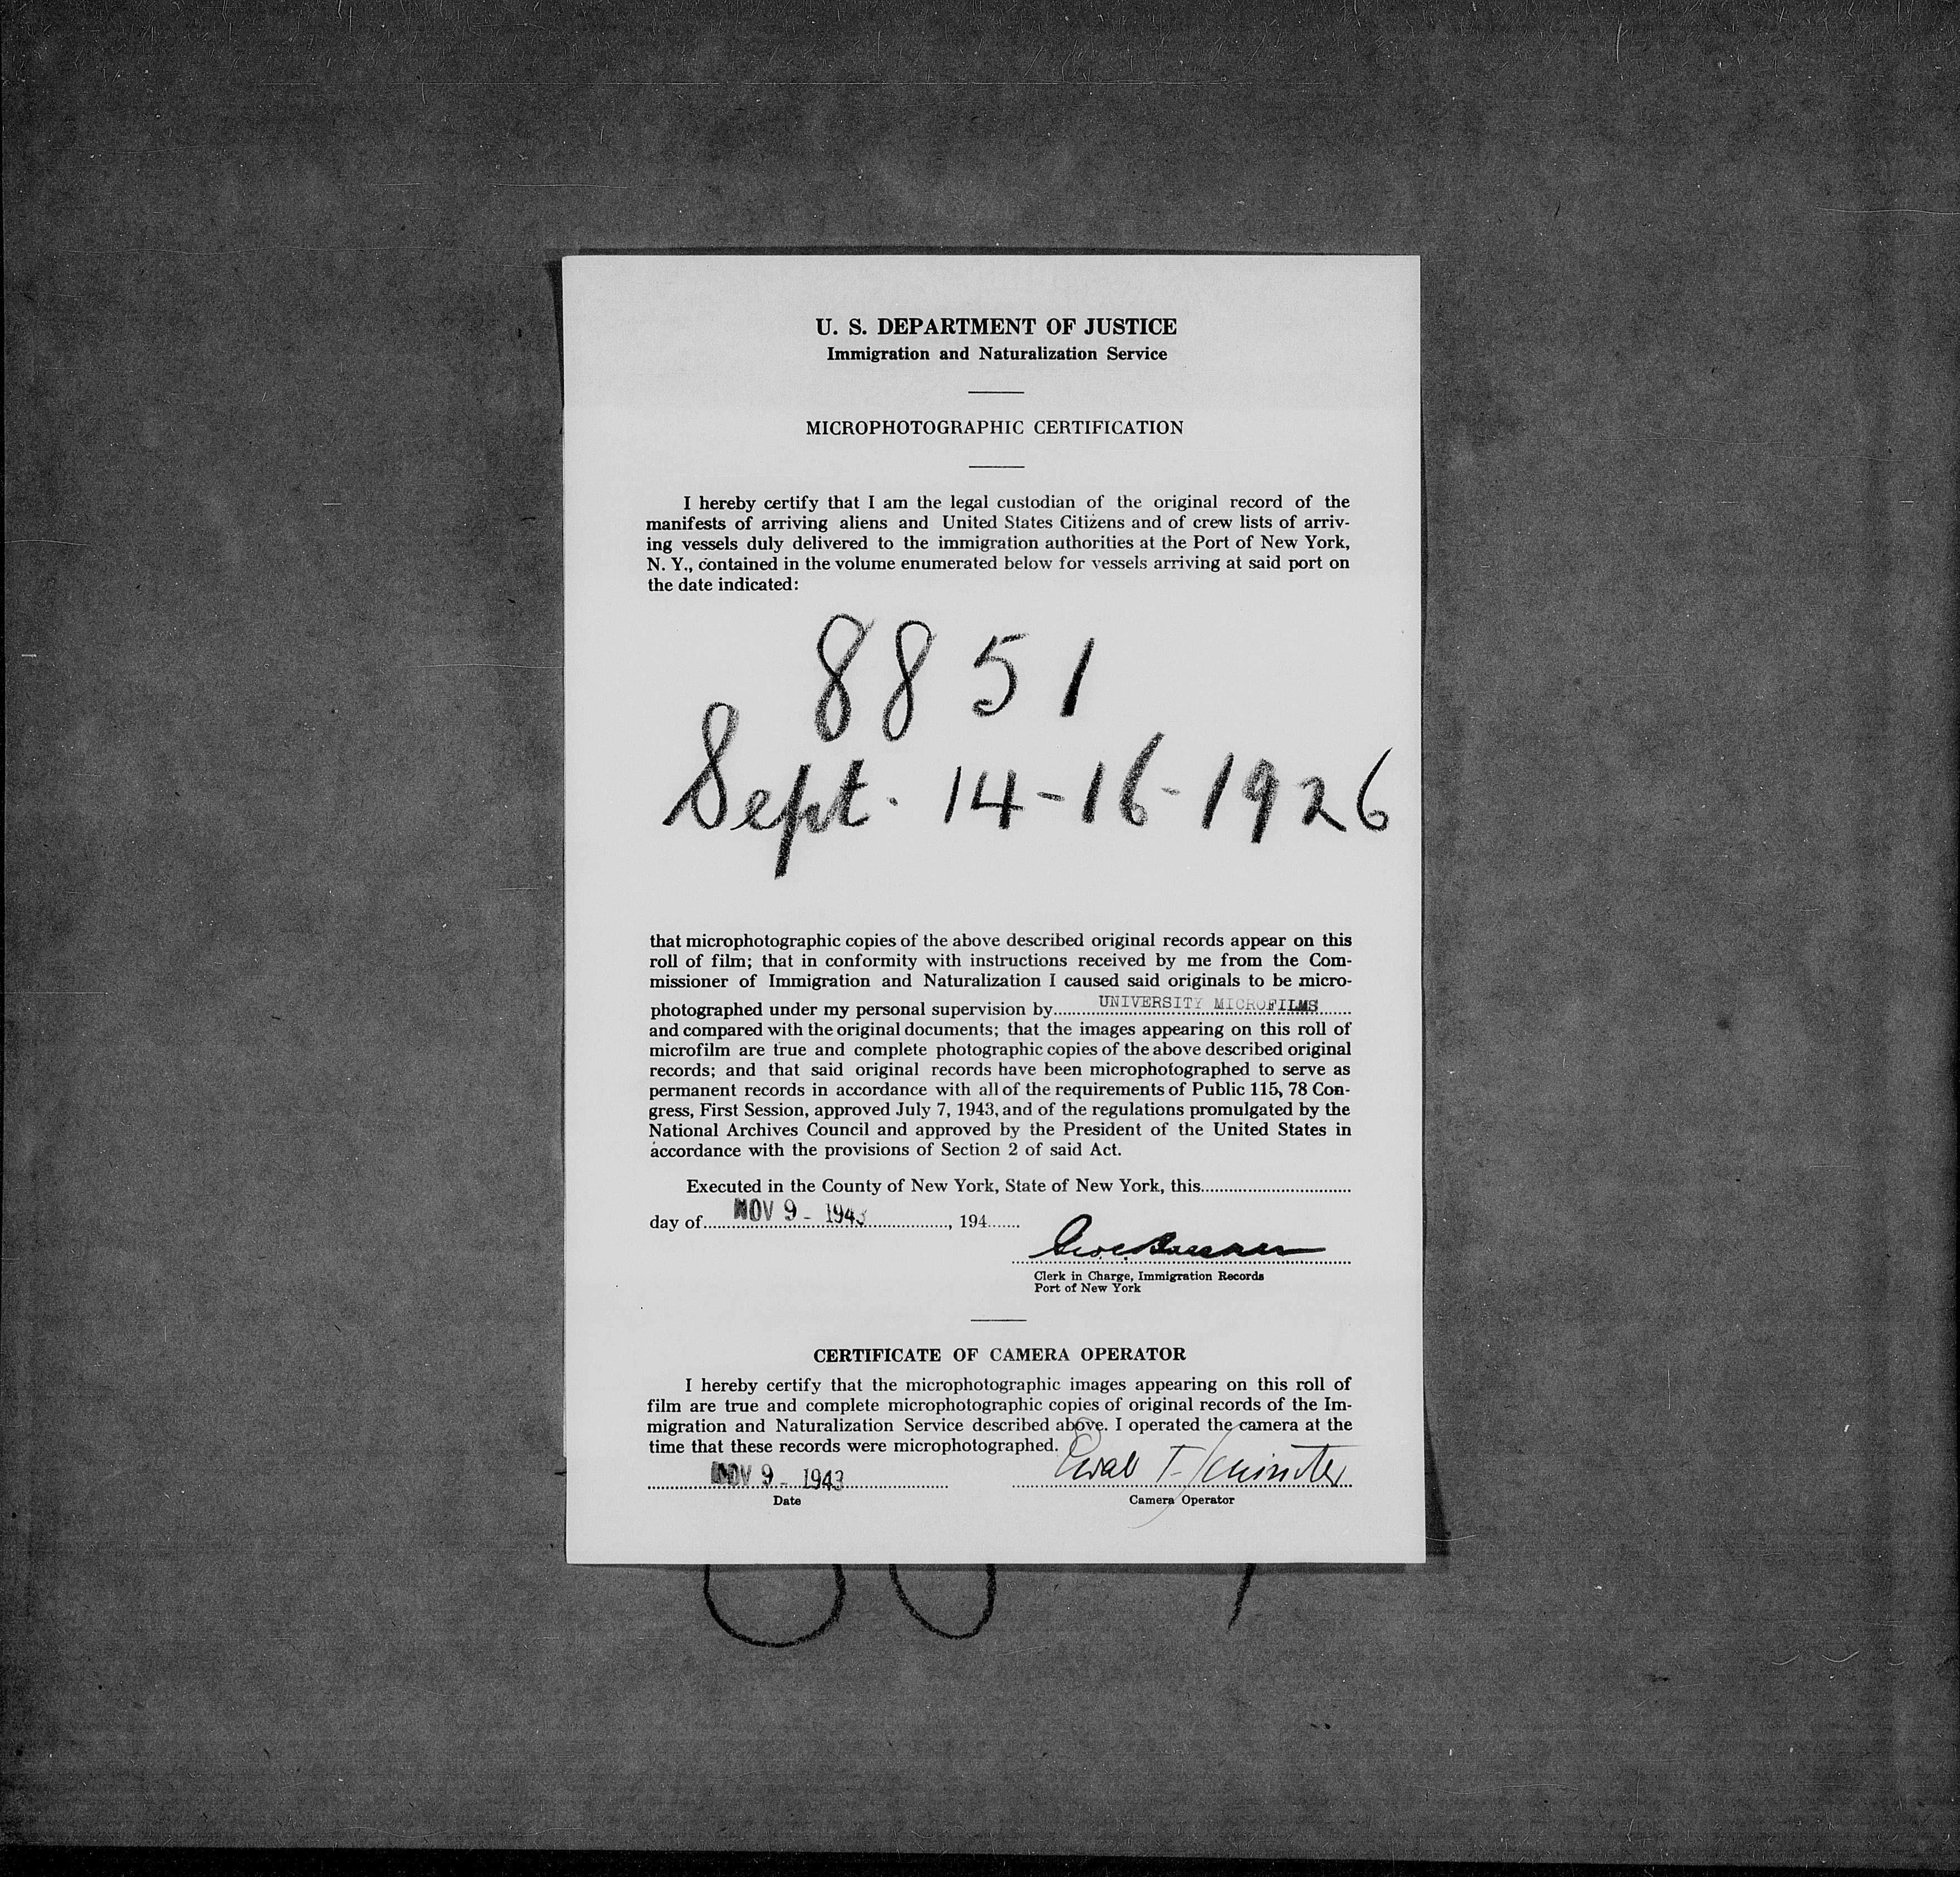 U. S. DEPARTMENT OF JUSTICE
Immigration and Naturalization Service
MICROPHOTOGRAPHIC CERTIFICATION
I hereby certify that I am the legal custodian of the original record of the
manifests of arriving aliens and United States Citizens and of crew lists of arriv-
ing vessels duly delivered to the immigration authorities at the Port of New York,
N. Y., contained in the volume enumerated below for vessels arriving at said port on
the date indicated:
8851
Sept. 14-16-1926
that microphotographic copies of the above described original records appear on this
roll of film; that in conformity with instructions received by me from the Com-
missioner of Immigration and Naturalization I caused said originals to be micro-
photographed under my personal supervision by UNIVERSITY MICROFILMS
and compared with the original documents; that the images appearing on this roll of
microfilm are true and complete photographic copies of the above described original
records; and that said original records have been microphotographed to serve as
permanent records in accordance with all of the requirements of Public 115, 78 Con-
gress, First Session, approved July 7, 1943, and of the regulations promulgated by the
National Archives Council and approved by the President of the United States in
accordance with the provisions of Section 2 of said Act.
Executed in the County of New York, State of New York, this
day of NOV 9 - 1943, 194
Clerk in Charge, Immigration Records
Port of New York
CERTIFICATE OF CAMERA OPERATOR
I hereby certify that the microphotographic images appearing on this roll of
film are true and complete microphotographic copies of original records of the Im-
migration and Naturalization Service described above. I operated the camera at the
time that these records were microphotographed.
NOV 9 - 1943
Date
Camera Operator